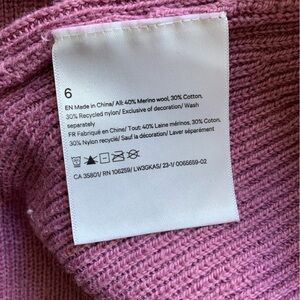 6
EN Made in China/ All: 40% Merino wool, 30% Cotton,
30% Recycled nylon/ Exclusive of decoration/ Wash
separately
FR Fabriqué en Chine/ Tout: 40% Laine mérinos, 30% Coton,
30% Nylon recyclé/ Sauf la décoration/ Laver séparément
CA 35801/ RN 106259/ LW3GKAS/ 23-1/ 0065659-02